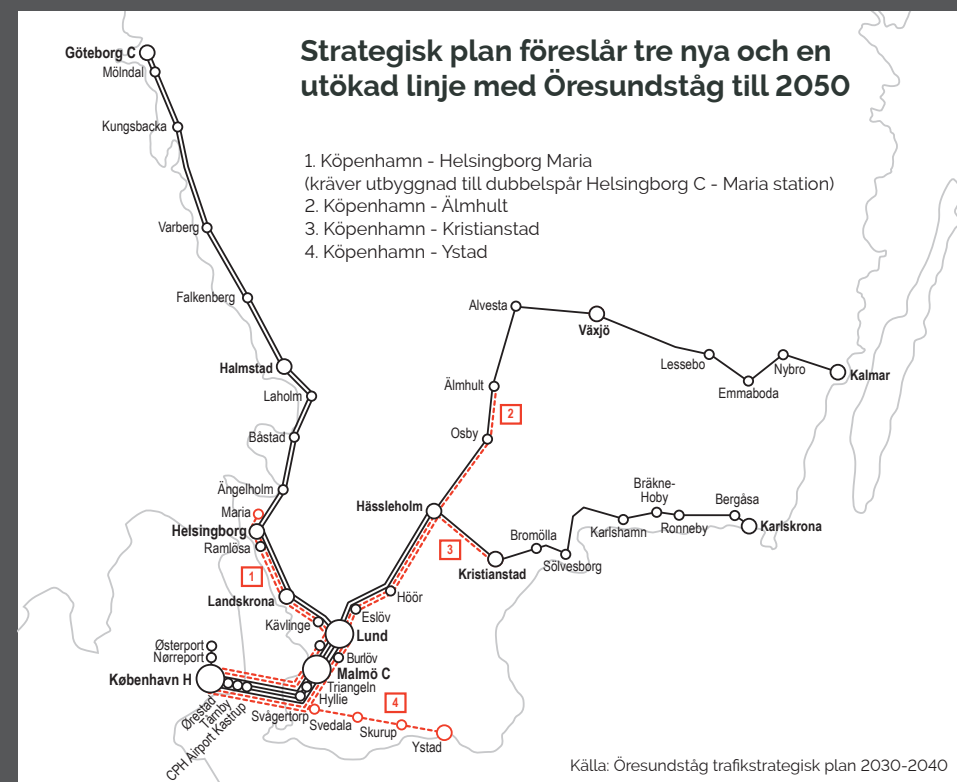 Strategisk plan föreslår tre nya och en
utökad linje med Öresundståg till 2050
1. Köpenhamn - Helsingborg Maria
(kräver utbyggnad till dubbelspår Helsingborg C - Maria station)
2. Köpenhamn - Älmhult
3. Köpenhamn - Kristianstad
4. Köpenhamn - Ystad
Göteborg C
Mölndal
Kungsbacka
Varberg
Falkenberg
Halmstad
Laholm
Båstad
Ängelholm
Maria
Helsingborg
Ramlösa
1
Landskrona
Kävlinge
Alvesta
Växjö
Lessebo
Emmaboda
Nybro
Kalmar
Älmhult
2
Osby
Hässleholm
3
Kristianstad
Bromölla
Sölvesborg
Karlshamn
Bräkne-
Hoby
Ronneby
Bergåsa
Karlskrona
Höör
Eslöv
Lund
Burlöv
Malmö C
Triangeln
Hyllie
Østerport
Nørreport
København H
Ørestad
Tårnby
CPH Airport Kastrup
Svågertorp
Svedala
Skurup
4
Ystad
Källa: Öresundståg trafikstrategisk plan 2030-2040